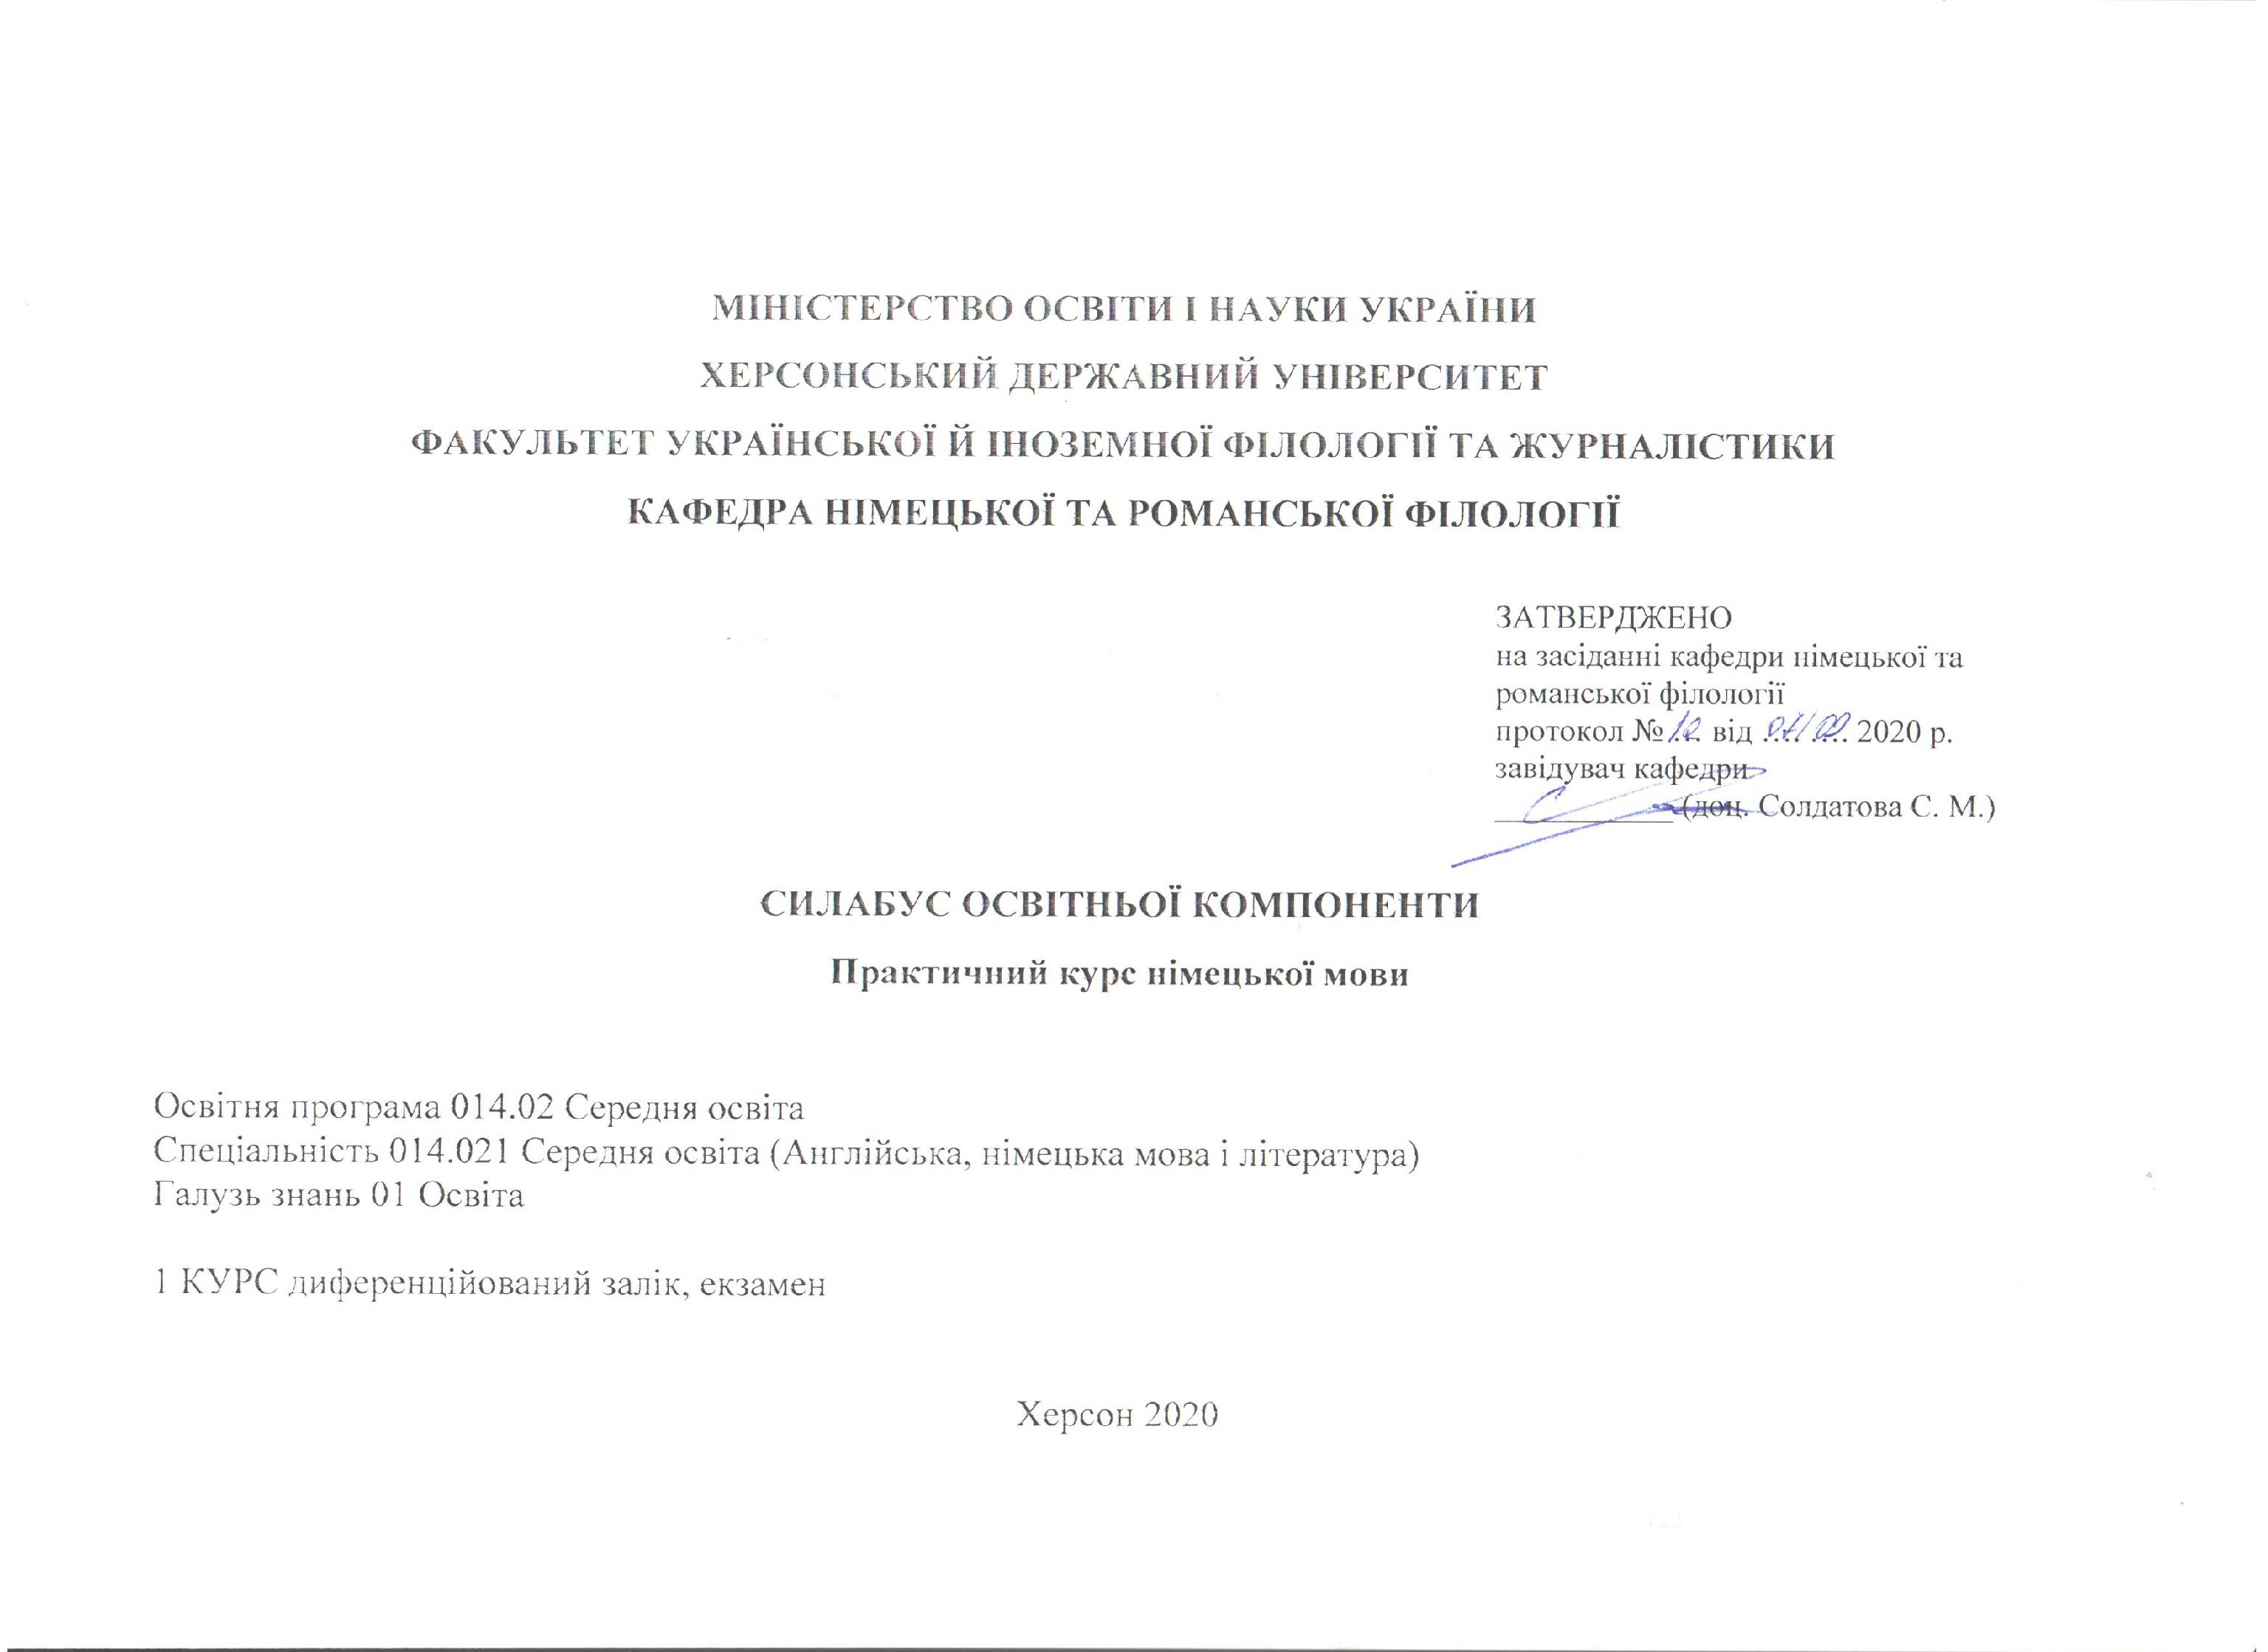 МІНІСТЕРСТВО ОСВІТИ І НАУКИ УКРАЇНИ
ХЕРСОНСЬКИЙ ДЕРЖАВНИЙ УНІВЕРСИТЕТ
ФАКУЛЬТЕТ УКРАЇНСЬКОЇ Й ІНОЗЕМНОЇ ФІЛОЛОГІЇ ТА ЖУРНАЛІСТИКИ
КАФЕДРА НІМЕЦЬКОЇ ТА РОМАНСЬКОЇ ФІЛОЛОГІЇ
ЗАТВЕРДЖЕНО
на засіданні кафедри німецької та
романської філології
протокол № від 2020 р.
завідувач кафедри
(доц. Солдатова С. М.)
СИЛАБУС ОСВІТНЬОЇ КОМПОНЕНТИ
Практичний курс німецької мови
Освітня програма 014.02 Середня освіта
Спеціальність 014.021 Середня освіта (Англійська, німецька мова і література)
Галузь знань 01 Освіта
1 КУРС диференційований залік, екзамен
Херсон 2020